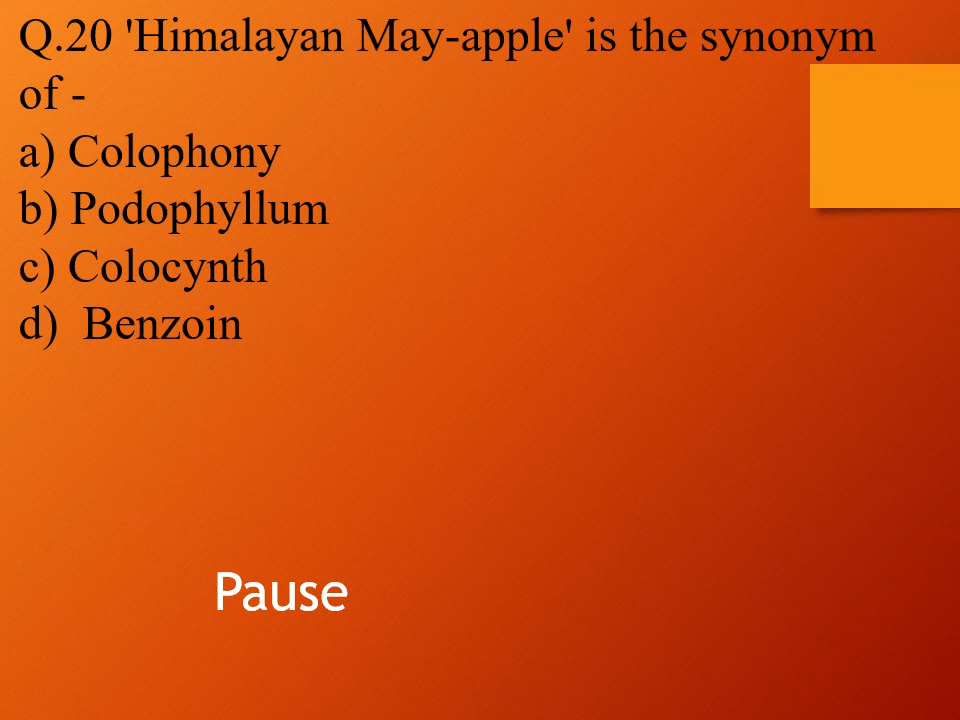 Q.20 'Himalayan May-apple' is the synonym
of -
a) Colophony
b) Podophyllum
c) Colocynth
d)  Benzoin
Pause